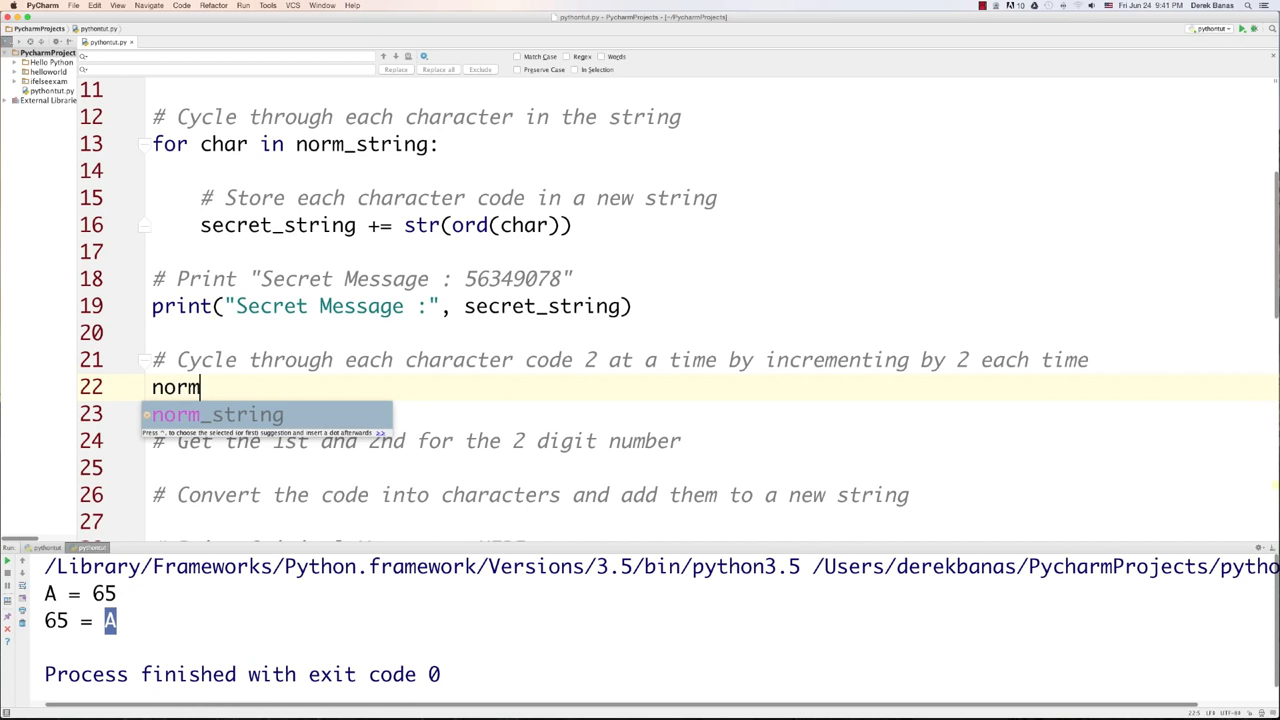 PyCharm File Edit View Navigate Code Refactor Run Tools VCS Window Help 10 Fri Jun 24 9:41 PM Derek Banas
pythontut.py - PycharmProjects - [~/PycharmProjects]
PycharmProjects pythontut.py pythontut
pythontut.py ×
PycharmProject
Hello Python
helloworld
ifelseexam
pythontut.py
External Librarie
Match Case Regex Words
Replace Replace all Exclude Preserve Case In Selection
11
12 # Cycle through each character in the string
13 for char in norm_string:
14
15 # Store each character code in a new string
16 secret_string += str(ord(char))
17
18 # Print "Secret Message : 56349078"
19 print("Secret Message :", secret_string)
20
21 # Cycle through each character code 2 at a time by incrementing by 2 each time
22 norm
23 norm_string
Press ^. to choose the selected (or first) suggestion and insert a dot afterwards >>
24 # Get the 1st and 2nd for the 2 digit number
25
26 # Convert the code into characters and add them to a new string
27
Run: pythontut pythontut
/Library/Frameworks/Python.framework/Versions/3.5/bin/python3.5 /Users/derekbanas/PycharmProjects/pytho
A = 65
65 = A
Process finished with exit code 0
22:5 LF‡ UTF-8‡